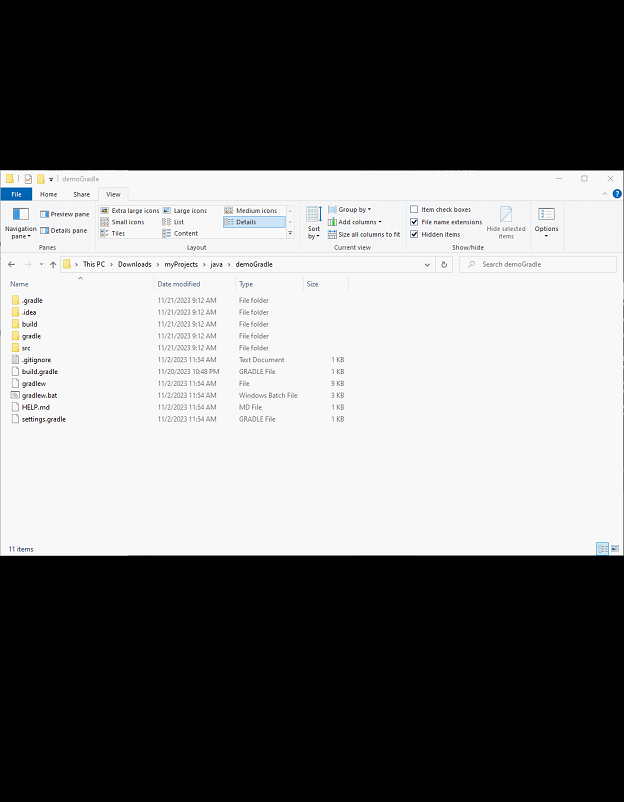 demoGradle
File Home Share View
Navigation pane
Preview pane
Details pane
Panes
Extra large icons Large icons Medium icons
Small icons List Details
Tiles Content
Layout
Sort by
Group by
Add columns
Size all columns to fit
Current view
Item check boxes
File name extensions
Hidden items
Hide selected items
Show/hide
Options
This PC > Downloads > myProjects > java > demoGradle
Search demoGradle
Name Date modified Type Size
.gradle 11/21/2023 9:12 AM File folder
.idea 11/21/2023 9:12 AM File folder
build 11/21/2023 9:12 AM File folder
gradle 11/21/2023 9:12 AM File folder
src 11/21/2023 9:12 AM File folder
.gitignore 11/2/2023 11:54 AM Text Document 1 KB
build.gradle 11/20/2023 10:48 PM GRADLE File 1 KB
gradlew 11/2/2023 11:54 AM File 9 KB
gradlew.bat 11/2/2023 11:54 AM Windows Batch File 3 KB
HELP.md 11/2/2023 11:54 AM MD File 1 KB
settings.gradle 11/2/2023 11:54 AM GRADLE File 1 KB
11 items